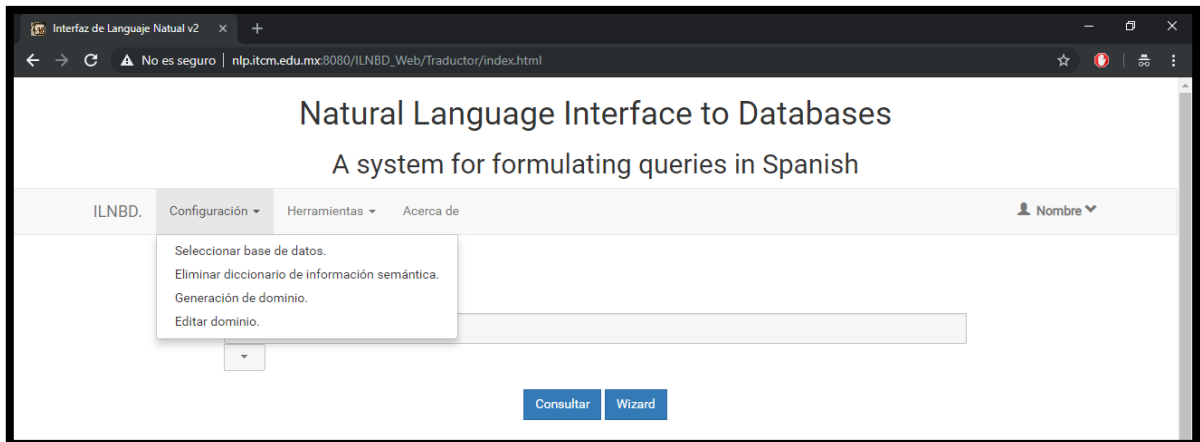 Interfaz de Languaje Natual v2
No es seguro | nlp.itcm.edu.mx:8080/ILNBD_Web/Traductor/index.html
Natural Language Interface to Databases
A system for formulating queries in Spanish
ILNBD. Configuración Herramientas Acerca de Nombre
Seleccionar base de datos.
Eliminar diccionario de información semántica.
Generación de dominio.
Editar dominio.
Consultar Wizard